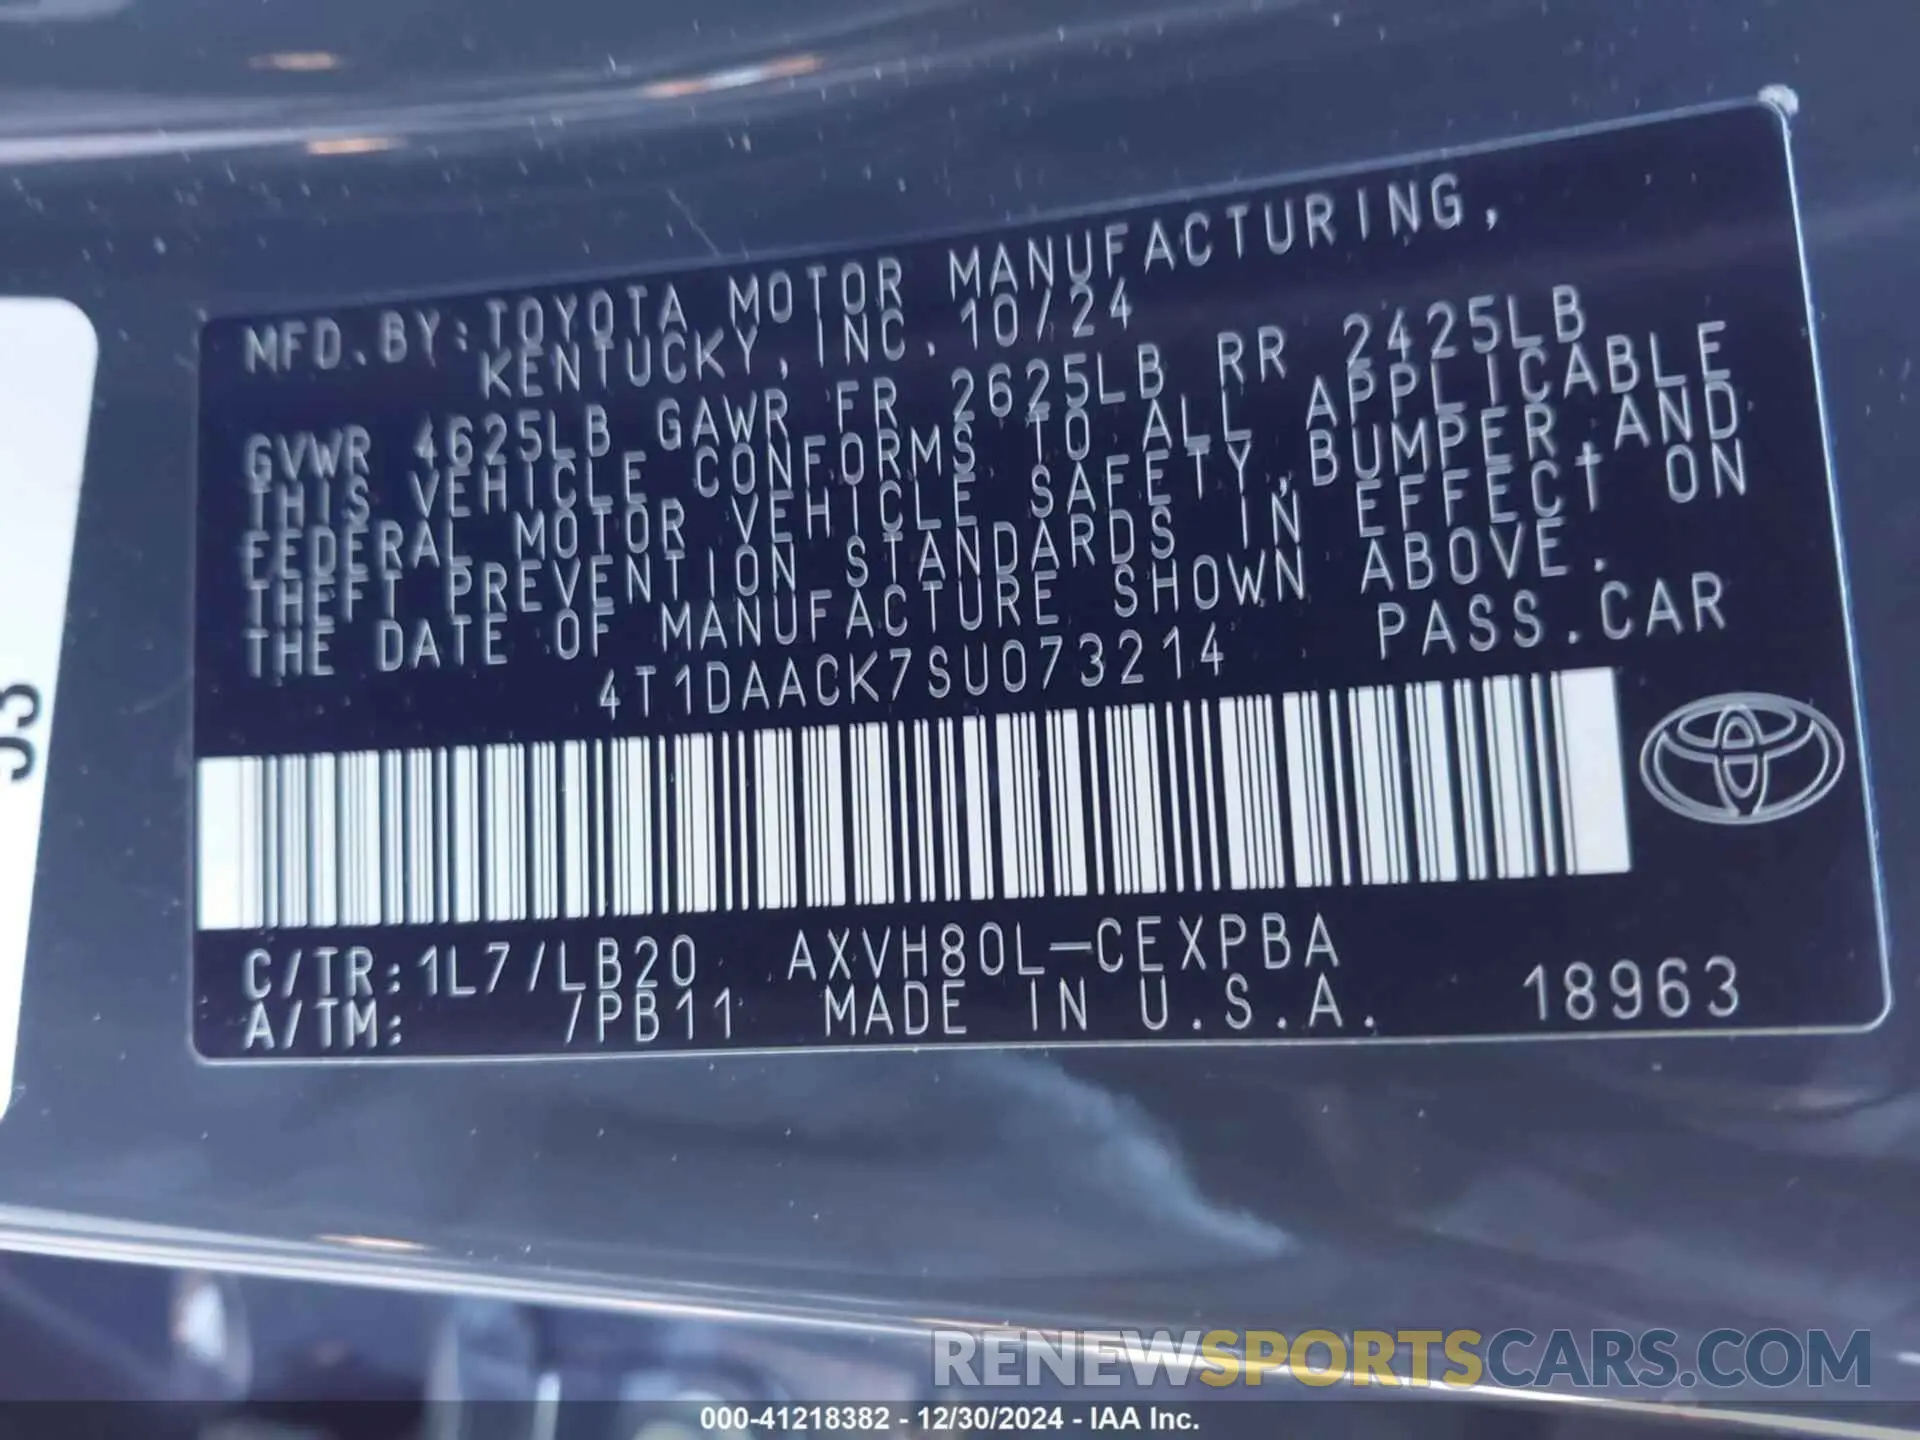 MFD.BY:TOYOTA MOTOR MANUFACTURING,
KENTUCKY, INC. 10/24
GVWR 4625LB GAWR FR 2625LB RR 2425LB
THIS VEHICLE CONFORMS TO ALL APPLICABLE
FEDERAL MOTOR VEHICLE SAFETY,BUMPER,AND
THEFT PREVENTION STANDARDS IN EFFECT ON
THE DATE OF MANUFACTURE SHOWN ABOVE.
4T1DAACK7SU073214 PASS.CAR
C/TR:1L7/LB20 AXVH80L-CEXPBA
A/TM: /PB11 MADE IN U.S.A. 18963
RENEWSPORTSCARS.COM
000-41218382 - 12/30/2024 - IAA Inc.